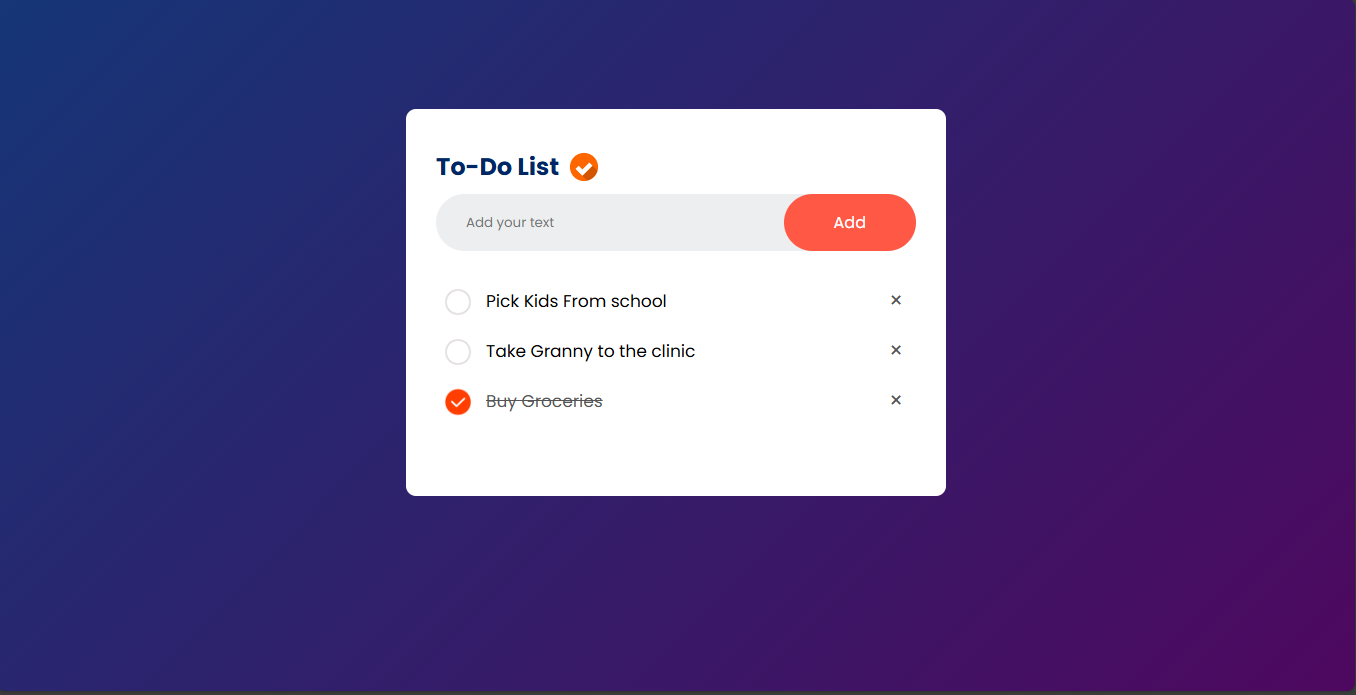 To-Do List
Add your text
Add
Pick Kids From school
×
Take Granny to the clinic
×
Buy Groceries
×